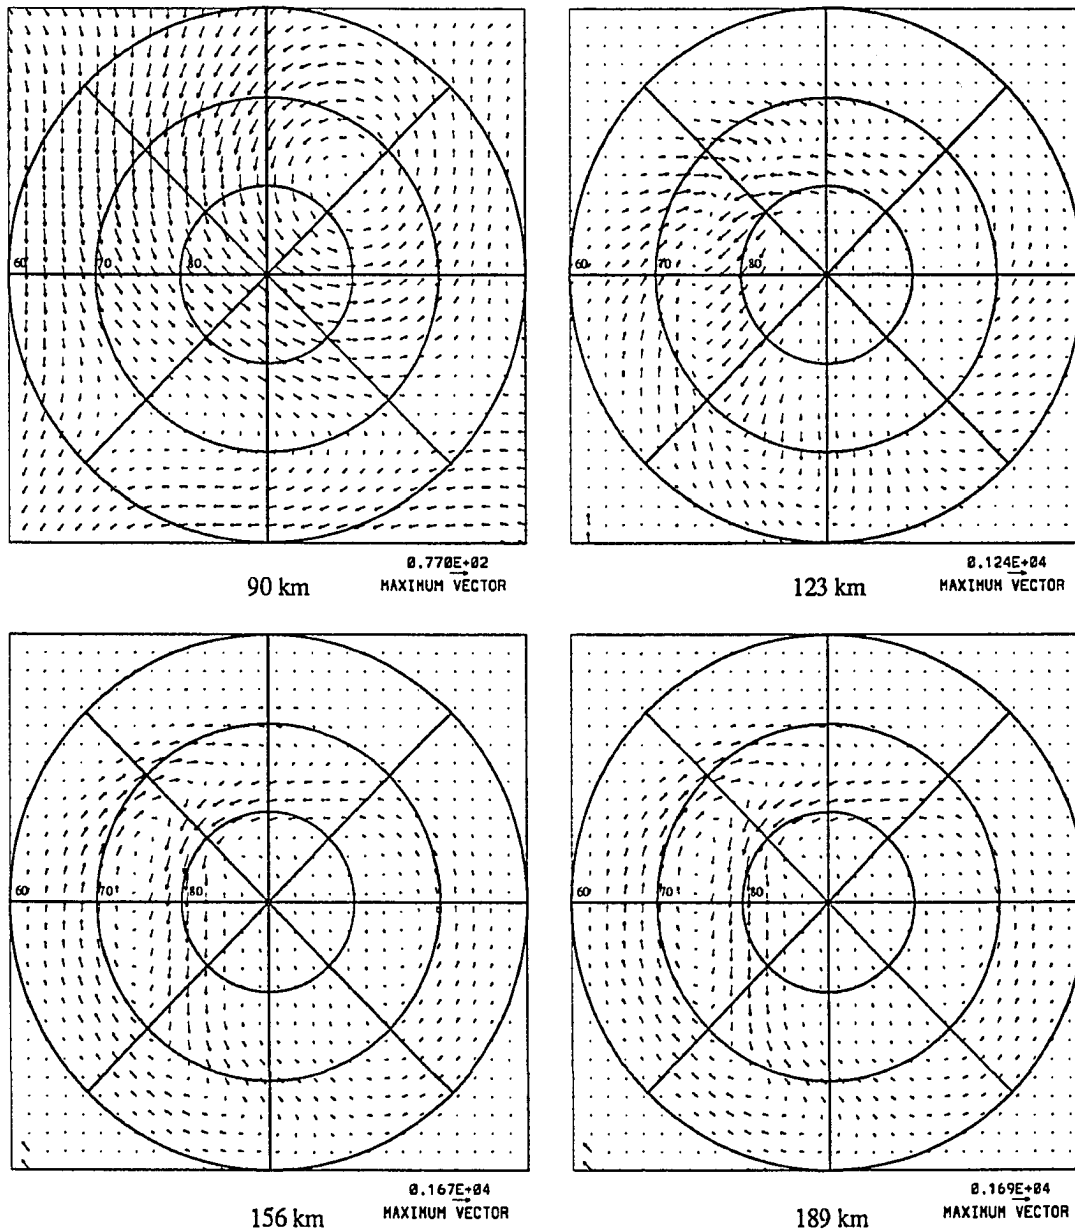 60 70 80
60 70 80
0.770E+02
90 km MAXIMUM VECTOR
0.124E+04
123 km MAXIMUM VECTOR
60 70 80
60 70 80
0.167E+04
156 km MAXIMUM VECTOR
0.169E+04
189 km MAXIMUM VECTOR